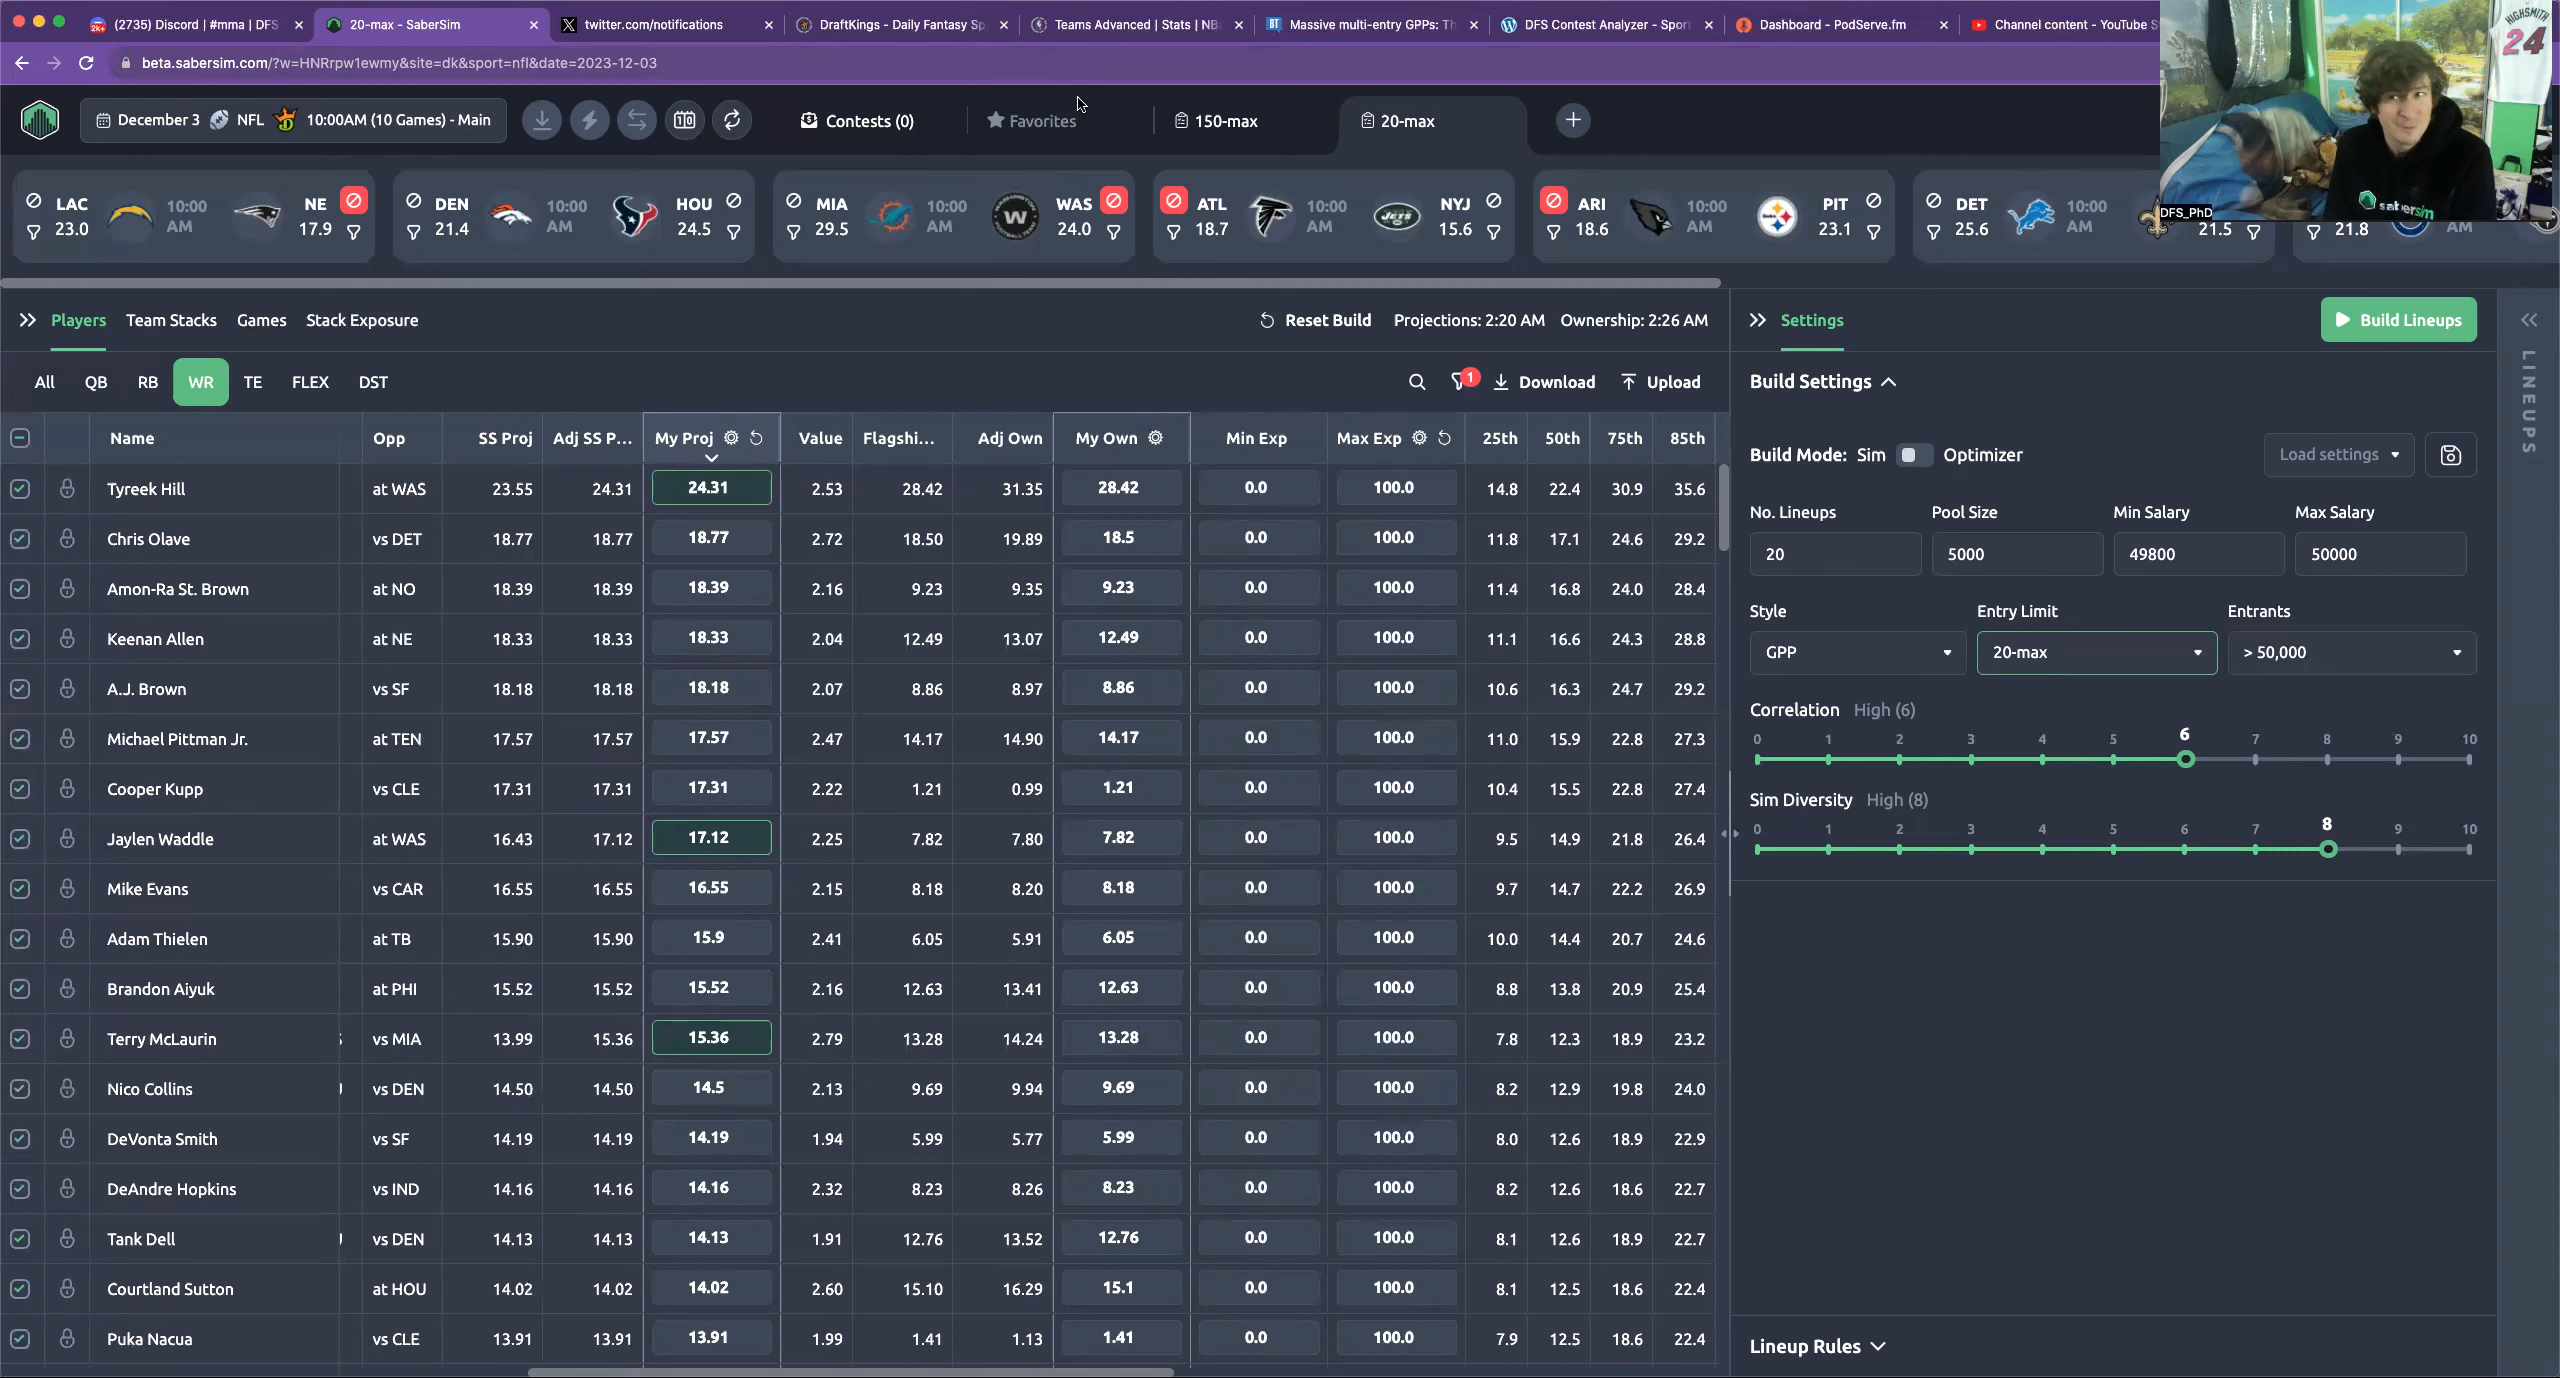 (2735) Discord | #mma | DFS
20-max - SaberSim
twitter.com/notifications
DraftKings - Daily Fantasy Sp
Teams Advanced | Stats | NB
Massive multi-entry GPPs: Th
DFS Contest Analyzer - Spor
Dashboard - PodServe.fm
Channel content - YouTube S
beta.sabersim.com/?w=HNRrpw1ewmy&site=dk&sport=nfl&date=2023-12-03
December 3 NFL 10:00AM (10 Games) - Main
Contests (0)
Favorites
150-max
20-max
HIGHSMITH
24
sabersim
DFS_PhD
LAC 23.0 10:00 AM NE 17.9
DEN 21.4 10:00 AM HOU 24.5
MIA 29.5 10:00 AM WAS 24.0
ATL 18.7 10:00 AM NYJ 15.6
ARI 18.6 10:00 AM PIT 23.1
DET 25.6 10:00 AM 21.5
21.8 AM
Players Team Stacks Games Stack Exposure
Reset Build Projections: 2:20 AM Ownership: 2:26 AM
Settings
Build Lineups
LINEUPS
All QB RB WR TE FLEX DST
1 Download Upload
Name Opp SS Proj Adj SS P... My Proj Value Flagshi... Adj Own My Own Min Exp Max Exp 25th 50th 75th 85th
Tyreek Hill at WAS 23.55 24.31 24.31 2.53 28.42 31.35 28.42 0.0 100.0 14.8 22.4 30.9 35.6
Chris Olave vs DET 18.77 18.77 18.77 2.72 18.50 19.89 18.5 0.0 100.0 11.8 17.1 24.6 29.2
Amon-Ra St. Brown at NO 18.39 18.39 18.39 2.16 9.23 9.35 9.23 0.0 100.0 11.4 16.8 24.0 28.4
Keenan Allen at NE 18.33 18.33 18.33 2.04 12.49 13.07 12.49 0.0 100.0 11.1 16.6 24.3 28.8
A.J. Brown vs SF 18.18 18.18 18.18 2.07 8.86 8.97 8.86 0.0 100.0 10.6 16.3 24.7 29.2
Michael Pittman Jr. at TEN 17.57 17.57 17.57 2.47 14.17 14.90 14.17 0.0 100.0 11.0 15.9 22.8 27.3
Cooper Kupp vs CLE 17.31 17.31 17.31 2.22 1.21 0.99 1.21 0.0 100.0 10.4 15.5 22.8 27.4
Jaylen Waddle at WAS 16.43 17.12 17.12 2.25 7.82 7.80 7.82 0.0 100.0 9.5 14.9 21.8 26.4
Mike Evans vs CAR 16.55 16.55 16.55 2.15 8.18 8.20 8.18 0.0 100.0 9.7 14.7 22.2 26.9
Adam Thielen at TB 15.90 15.90 15.9 2.41 6.05 5.91 6.05 0.0 100.0 10.0 14.4 20.7 24.6
Brandon Aiyuk at PHI 15.52 15.52 15.52 2.16 12.63 13.41 12.63 0.0 100.0 8.8 13.8 20.9 25.4
Terry McLaurin vs MIA 13.99 15.36 15.36 2.79 13.28 14.24 13.28 0.0 100.0 7.8 12.3 18.9 23.2
Nico Collins vs DEN 14.50 14.50 14.5 2.13 9.69 9.94 9.69 0.0 100.0 8.2 12.9 19.8 24.0
DeVonta Smith vs SF 14.19 14.19 14.19 1.94 5.99 5.77 5.99 0.0 100.0 8.0 12.6 18.9 22.9
DeAndre Hopkins vs IND 14.16 14.16 14.16 2.32 8.23 8.26 8.23 0.0 100.0 8.2 12.6 18.6 22.7
Tank Dell vs DEN 14.13 14.13 14.13 1.91 12.76 13.52 12.76 0.0 100.0 8.1 12.6 18.9 22.7
Courtland Sutton at HOU 14.02 14.02 14.02 2.60 15.10 16.29 15.1 0.0 100.0 8.1 12.5 18.6 22.4
Puka Nacua vs CLE 13.91 13.91 13.91 1.99 1.41 1.13 1.41 0.0 100.0 7.9 12.5 18.6 22.4
Build Settings
Build Mode: Sim Optimizer Load settings
No. Lineups Pool Size Min Salary Max Salary
20 5000 49800 50000
Style Entry Limit Entrants
GPP 20-max > 50,000
Correlation High (6)
0 1 2 3 4 5 6 7 8 9 10
Sim Diversity High (8)
0 1 2 3 4 5 6 7 8 9 10
Lineup Rules